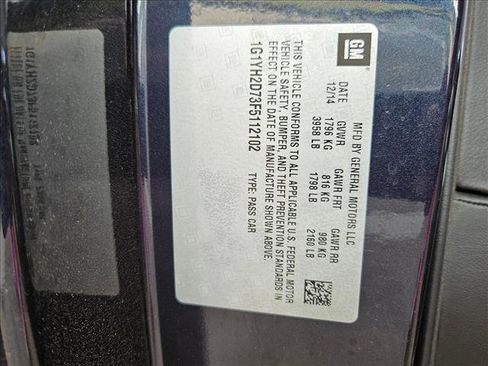 GM
MFD BY GENERAL MOTORS LLC
DATE GVWR GAWR FRT GAWR RR
12/14 1796 KG 816 KG 980 KG
3958 LB 1798 LB 2160 LB
THIS VEHICLE CONFORMS TO ALL APPLICABLE U.S. FEDERAL MOTOR
VEHICLE SAFETY, BUMPER, AND THEFT PREVENTION STANDARDS IN
EFFECT ON THE DATE OF MANUFACTURE SHOWN ABOVE.
1G1YH2D73F5112102 TYPE: PASS CAR